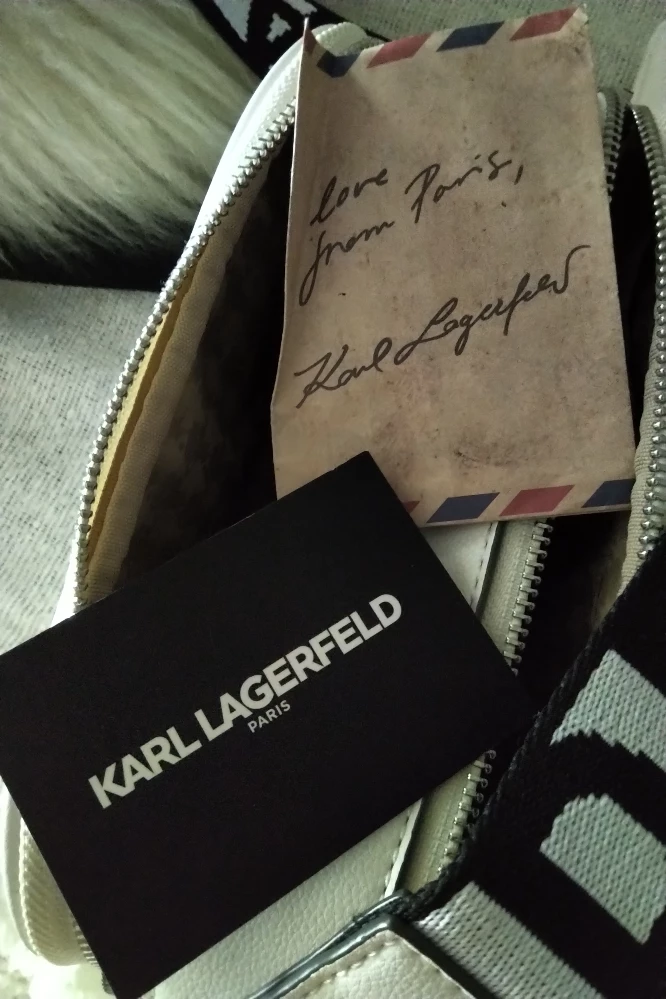 love
from Paris,
Karl Lagerfeld
KARL LAGERFELD
PARIS